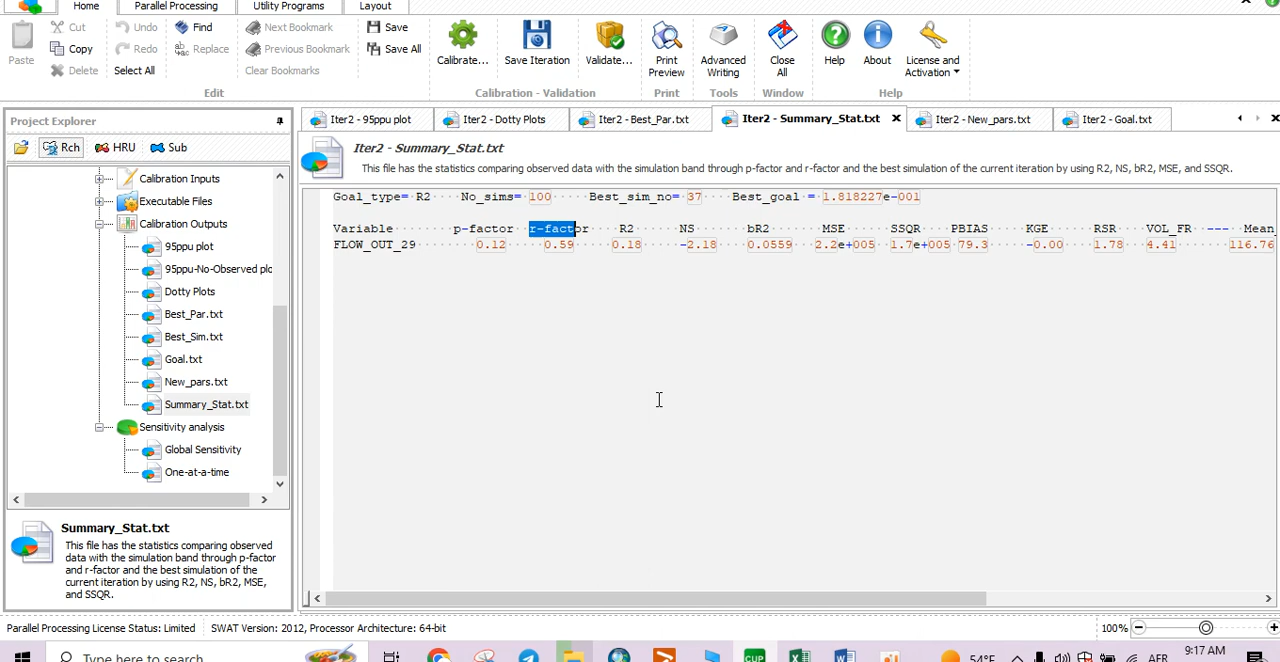 Home Parallel Processing Utility Programs Layout
Cut Undo Find Next Bookmarks Save
Paste Copy Redo Replace Previous Bookmark Save All Calibrate... Save Iteration Validate... Print Preview Advanced Writing Close All Help About License and Activation
Delete Select All Clear Bookmarks
Edit Calibration - Validation Print Tools Window Help
Project Explorer
Rch HRU Sub
Calibration Inputs
Executable Files
Calibration Outputs
95ppu plot
95ppu-No-Observed plo
Dotty Plots
Best_Par.txt
Best_Sim.txt
Goal.txt
New_pars.txt
Summary_Stat.txt
Sensitivity analysis
Global Sensitivity
One-at-a-time
Summary_Stat.txt
This file has the statistics comparing observed
data with the simulation band through p-factor
and r-factor and the best simulation of the
current iteration by using R2, NS, bR2, MSE,
and SSQR.
Iter2 - 95ppu plot Iter2 - Dotty Plots Iter2 - Best_Par.txt Iter2 - Summary_Stat.txt Iter2 - New_pars.txt Iter2 - Goal.txt
Iter2 - Summary_Stat.txt
This file has the statistics comparing observed data with the simulation band through p-factor and r-factor and the best simulation of the current iteration by using R2, NS, bR2, MSE, and SSQR.
Goal_type= R2 No_sims= 100 Best_sim_no= 37 Best_goal = 1.818227e-001
Variable p-factor r-factor R2 NS bR2 MSE SSQR PBIAS KGE RSR VOL_FR --- Mean_
FLOW_OUT_29 0.12 0.59 0.18 -2.18 0.0559 2.2e+005 1.7e+005 79.3 -0.00 1.78 4.41 116.76
Parallel Processing License Status: Limited SWAT Version: 2012, Processor Architecture: 64-bit 100%
Type here to search CUP 54°F AFR 9:17 AM